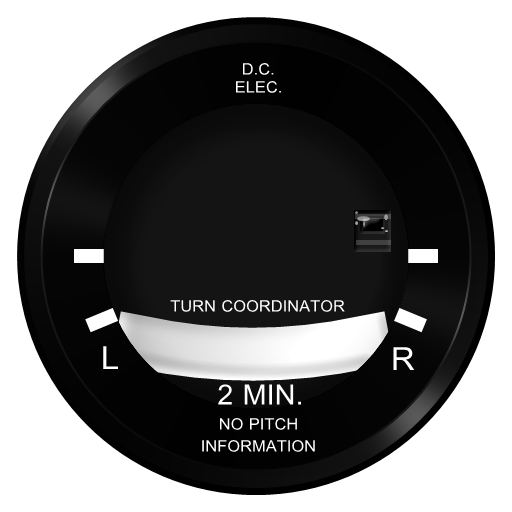 D.C.
ELEC.
TURN COORDINATOR
L R
2 MIN.
NO PITCH
INFORMATION